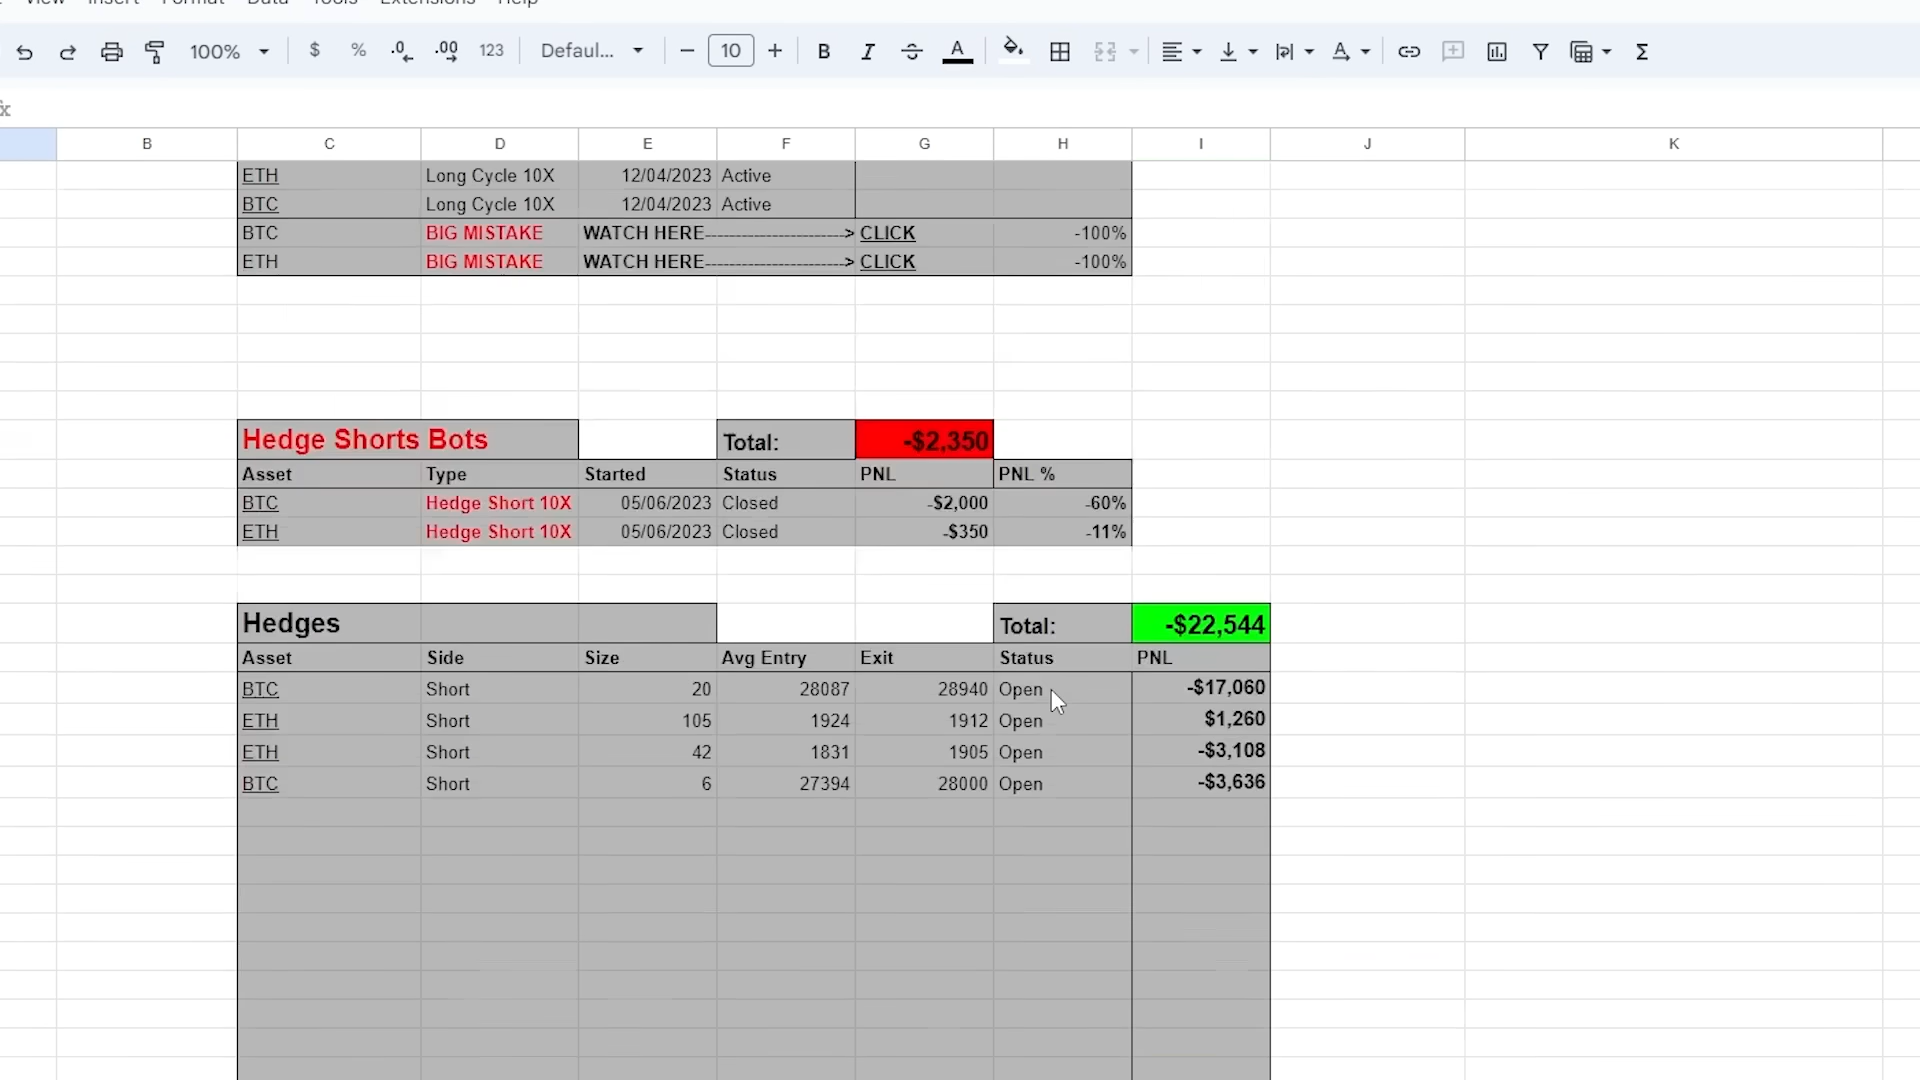 View Insert Format Data Tools Extensions Help
100% $ % .0 .00 123 Defaul... 10 B I A A Σ
B C D E F G H I J K
ETH Long Cycle 10X 12/04/2023 Active
BTC Long Cycle 10X 12/04/2023 Active
BTC BIG MISTAKE WATCH HERE-----------------------> CLICK -100%
ETH BIG MISTAKE WATCH HERE-----------------------> CLICK -100%
Hedge Shorts Bots Total: -$2,350
Asset Type Started Status PNL PNL %
BTC Hedge Short 10X 05/06/2023 Closed -$2,000 -60%
ETH Hedge Short 10X 05/06/2023 Closed -$350 -11%
Hedges Total: -$22,544
Asset Side Size Avg Entry Exit Status PNL
BTC Short 20 28087 28940 Open -$17,060
ETH Short 105 1924 1912 Open $1,260
ETH Short 42 1831 1905 Open -$3,108
BTC Short 6 27394 28000 Open -$3,636